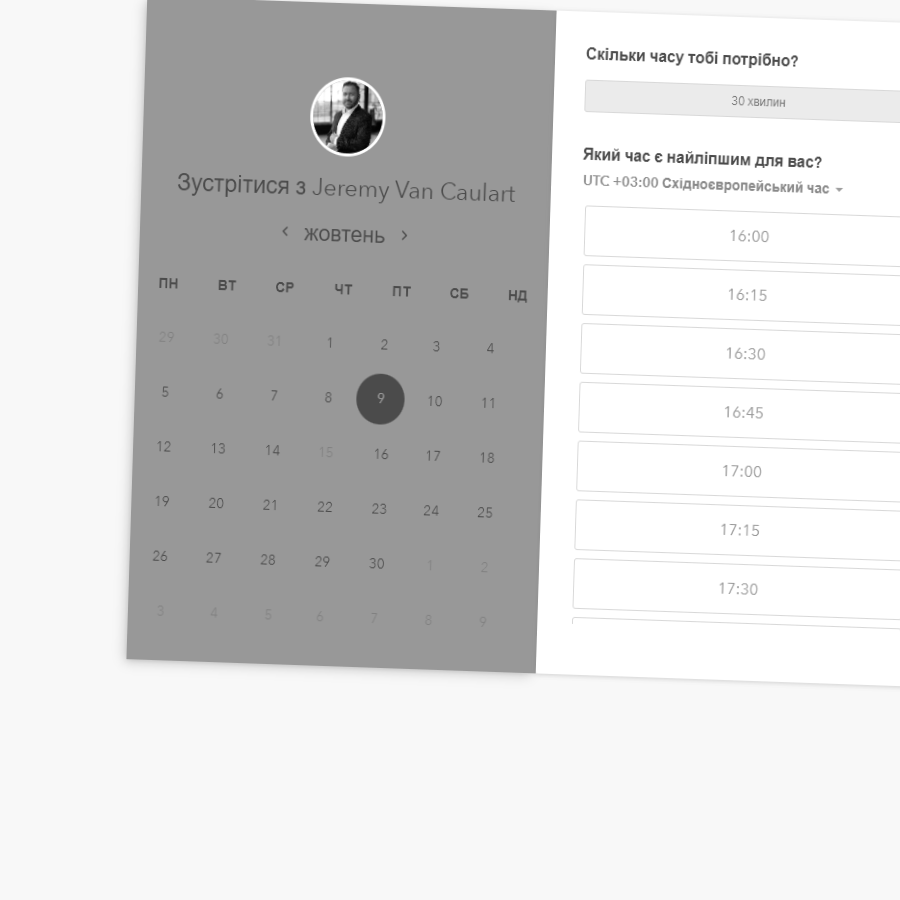 Зустрітися з Jeremy Van Caulart
‹ жовтень ›
ПН ВТ СР ЧТ ПТ СБ НД
29 30 31 1 2 3 4
5 6 7 8 9 10 11
12 13 14 15 16 17 18
19 20 21 22 23 24 25
26 27 28 29 30 1 2
3 4 5 6 7 8 9
Скільки часу тобі потрібно?
30 хвилин
Який час є найліпшим для вас?
UTC +03:00 Східноєвропейський час
16:00
16:15
16:30
16:45
17:00
17:15
17:30